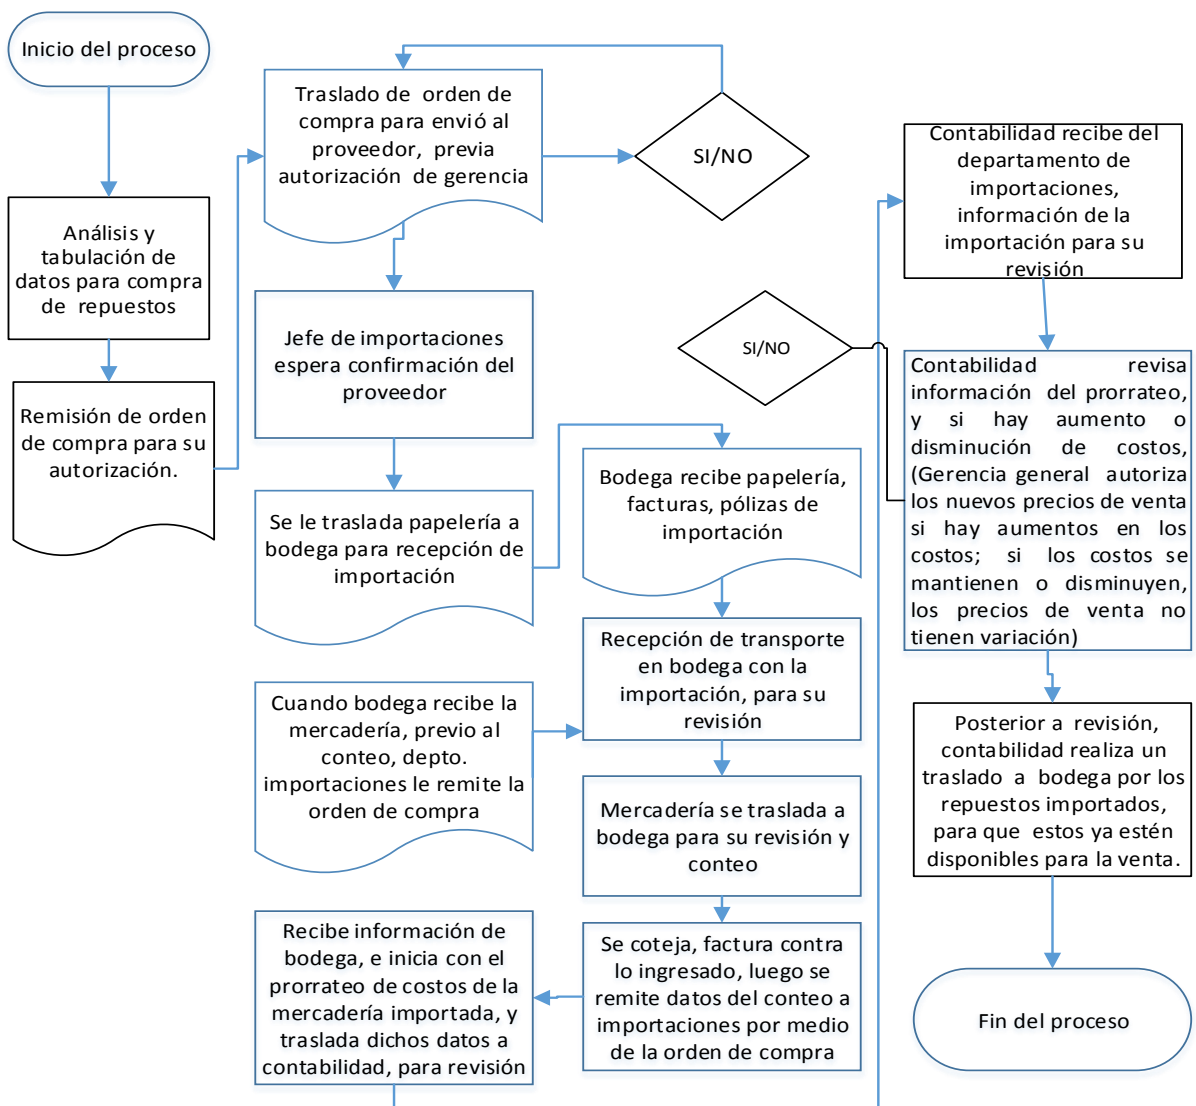 Inicio del proceso
Análisis y
tabulación de
datos para compra
de repuestos
Remisión de orden
de compra para su
autorización.
Traslado de orden de
compra para envió al
proveedor, previa
autorización de gerencia
SI/NO
Jefe de importaciones
espera confirmación del
proveedor
Se le traslada papelería a
bodega para recepción de
importación
Bodega recibe papelería,
facturas, pólizas de
importación
Recepción de transporte
en bodega con la
importación, para su
revisión
Cuando bodega recibe la
mercadería, previo al
conteo, depto.
importaciones le remite la
orden de compra
Mercadería se traslada a
bodega para su revisión y
conteo
Se coteja, factura contra
lo ingresado, luego se
remite datos del conteo a
importaciones por medio
de la orden de compra
Recibe información de
bodega, e inicia con el
prorrateo de costos de la
mercadería importada, y
traslada dichos datos a
contabilidad, para revisión
Contabilidad recibe del
departamento de
importaciones,
información de la
importación para su
revisión
SI/NO
Contabilidad revisa
información del prorrateo,
y si hay aumento o
disminución de costos,
(Gerencia general autoriza
los nuevos precios de venta
si hay aumentos en los
costos; si los costos se
mantienen o disminuyen,
los precios de venta no
tienen variación)
Posterior a revisión,
contabilidad realiza un
traslado a bodega por los
repuestos importados,
para que estos ya estén
disponibles para la venta.
Fin del proceso